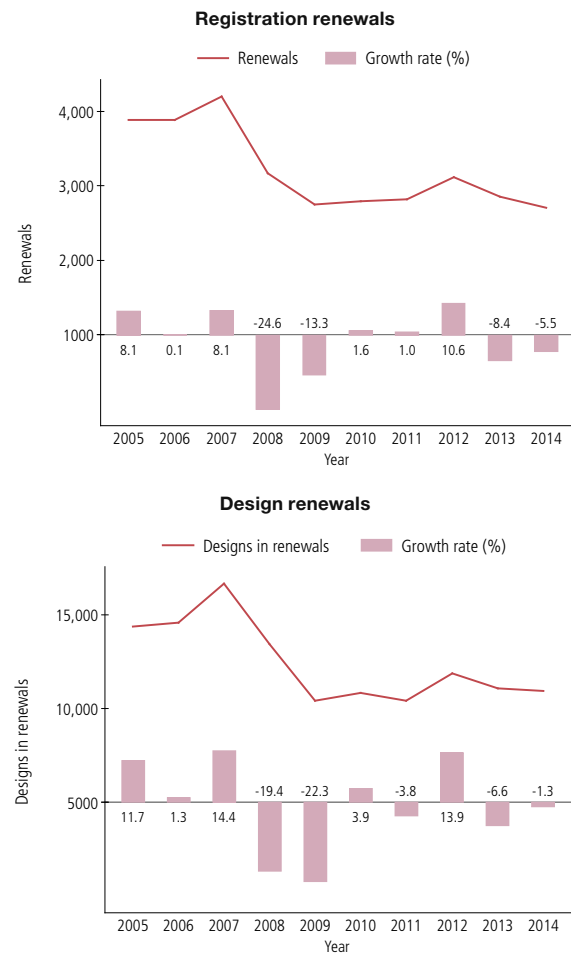 Registration renewals
Renewals Growth rate (%)
4,000
3,000
2,000
1000
Renewals
-24.6 -13.3 -8.4 -5.5
8.1 0.1 8.1 1.6 1.0 10.6
2005 2006 2007 2008 2009 2010 2011 2012 2013 2014
Year
Design renewals
Designs in renewals Growth rate (%)
15,000
10,000
5000
Designs in renewals
-19.4 -22.3 -3.8 -6.6 -1.3
11.7 1.3 14.4 3.9 13.9
2005 2006 2007 2008 2009 2010 2011 2012 2013 2014
Year